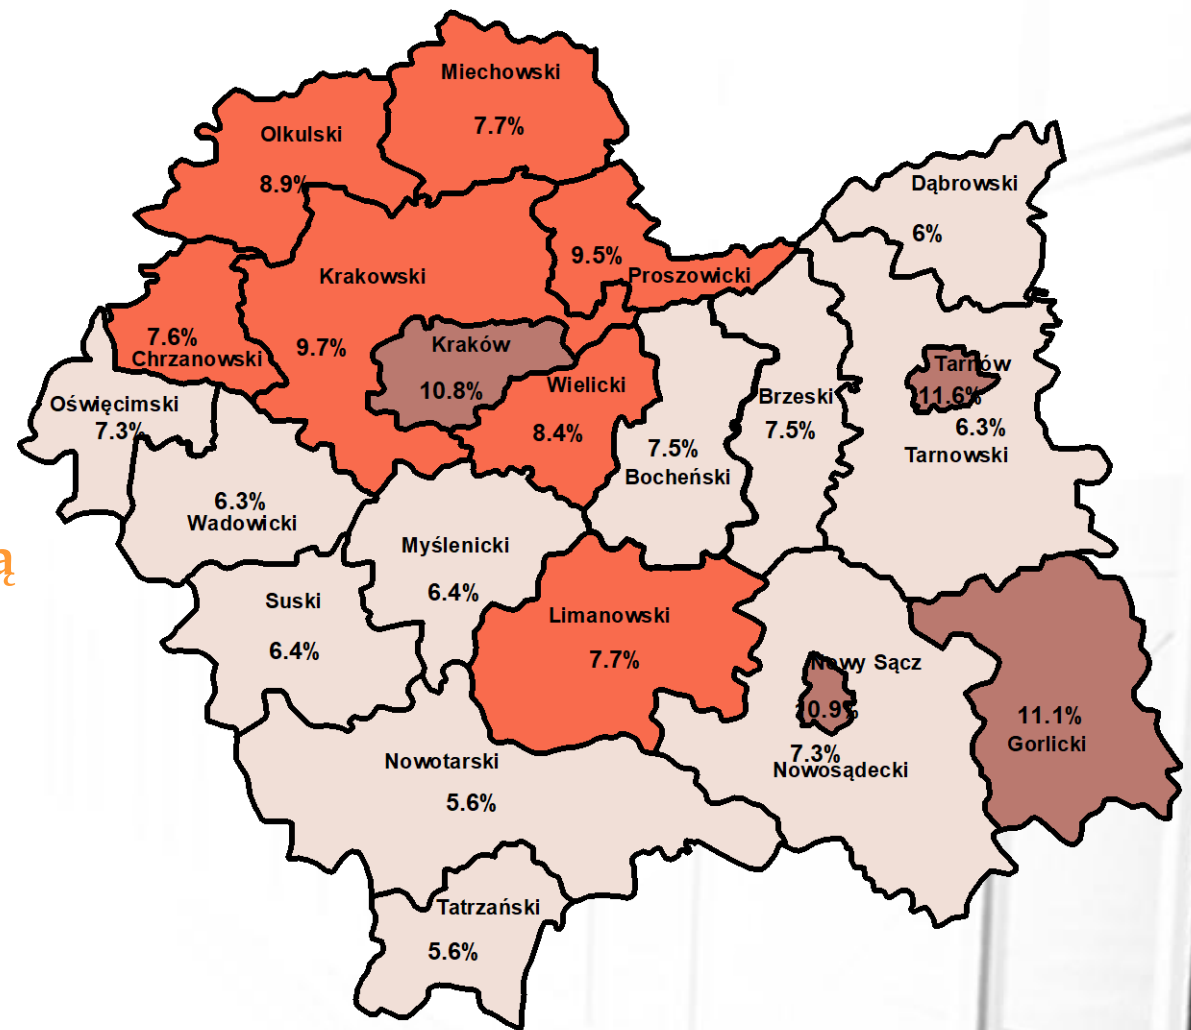 Miechowski
7.7%
Olkulski
8.9%
Dąbrowski
6%
Krakowski
9.7%
9.5%
Proszowicki
7.6%
Chrzanowski
Kraków
10.8%
Wielicki
8.4%
Tarnów
11.6%
6.3%
Tarnowski
Oświęcimski
7.3%
Brzeski
7.5%
7.5%
Bocheński
6.3%
Wadowicki
Myślenicki
6.4%
ą
Suski
6.4%
Limanowski
7.7%
Nowy Sącz
10.9%
7.3%
Nowosądecki
11.1%
Gorlicki
Nowotarski
5.6%
Tatrzański
5.6%